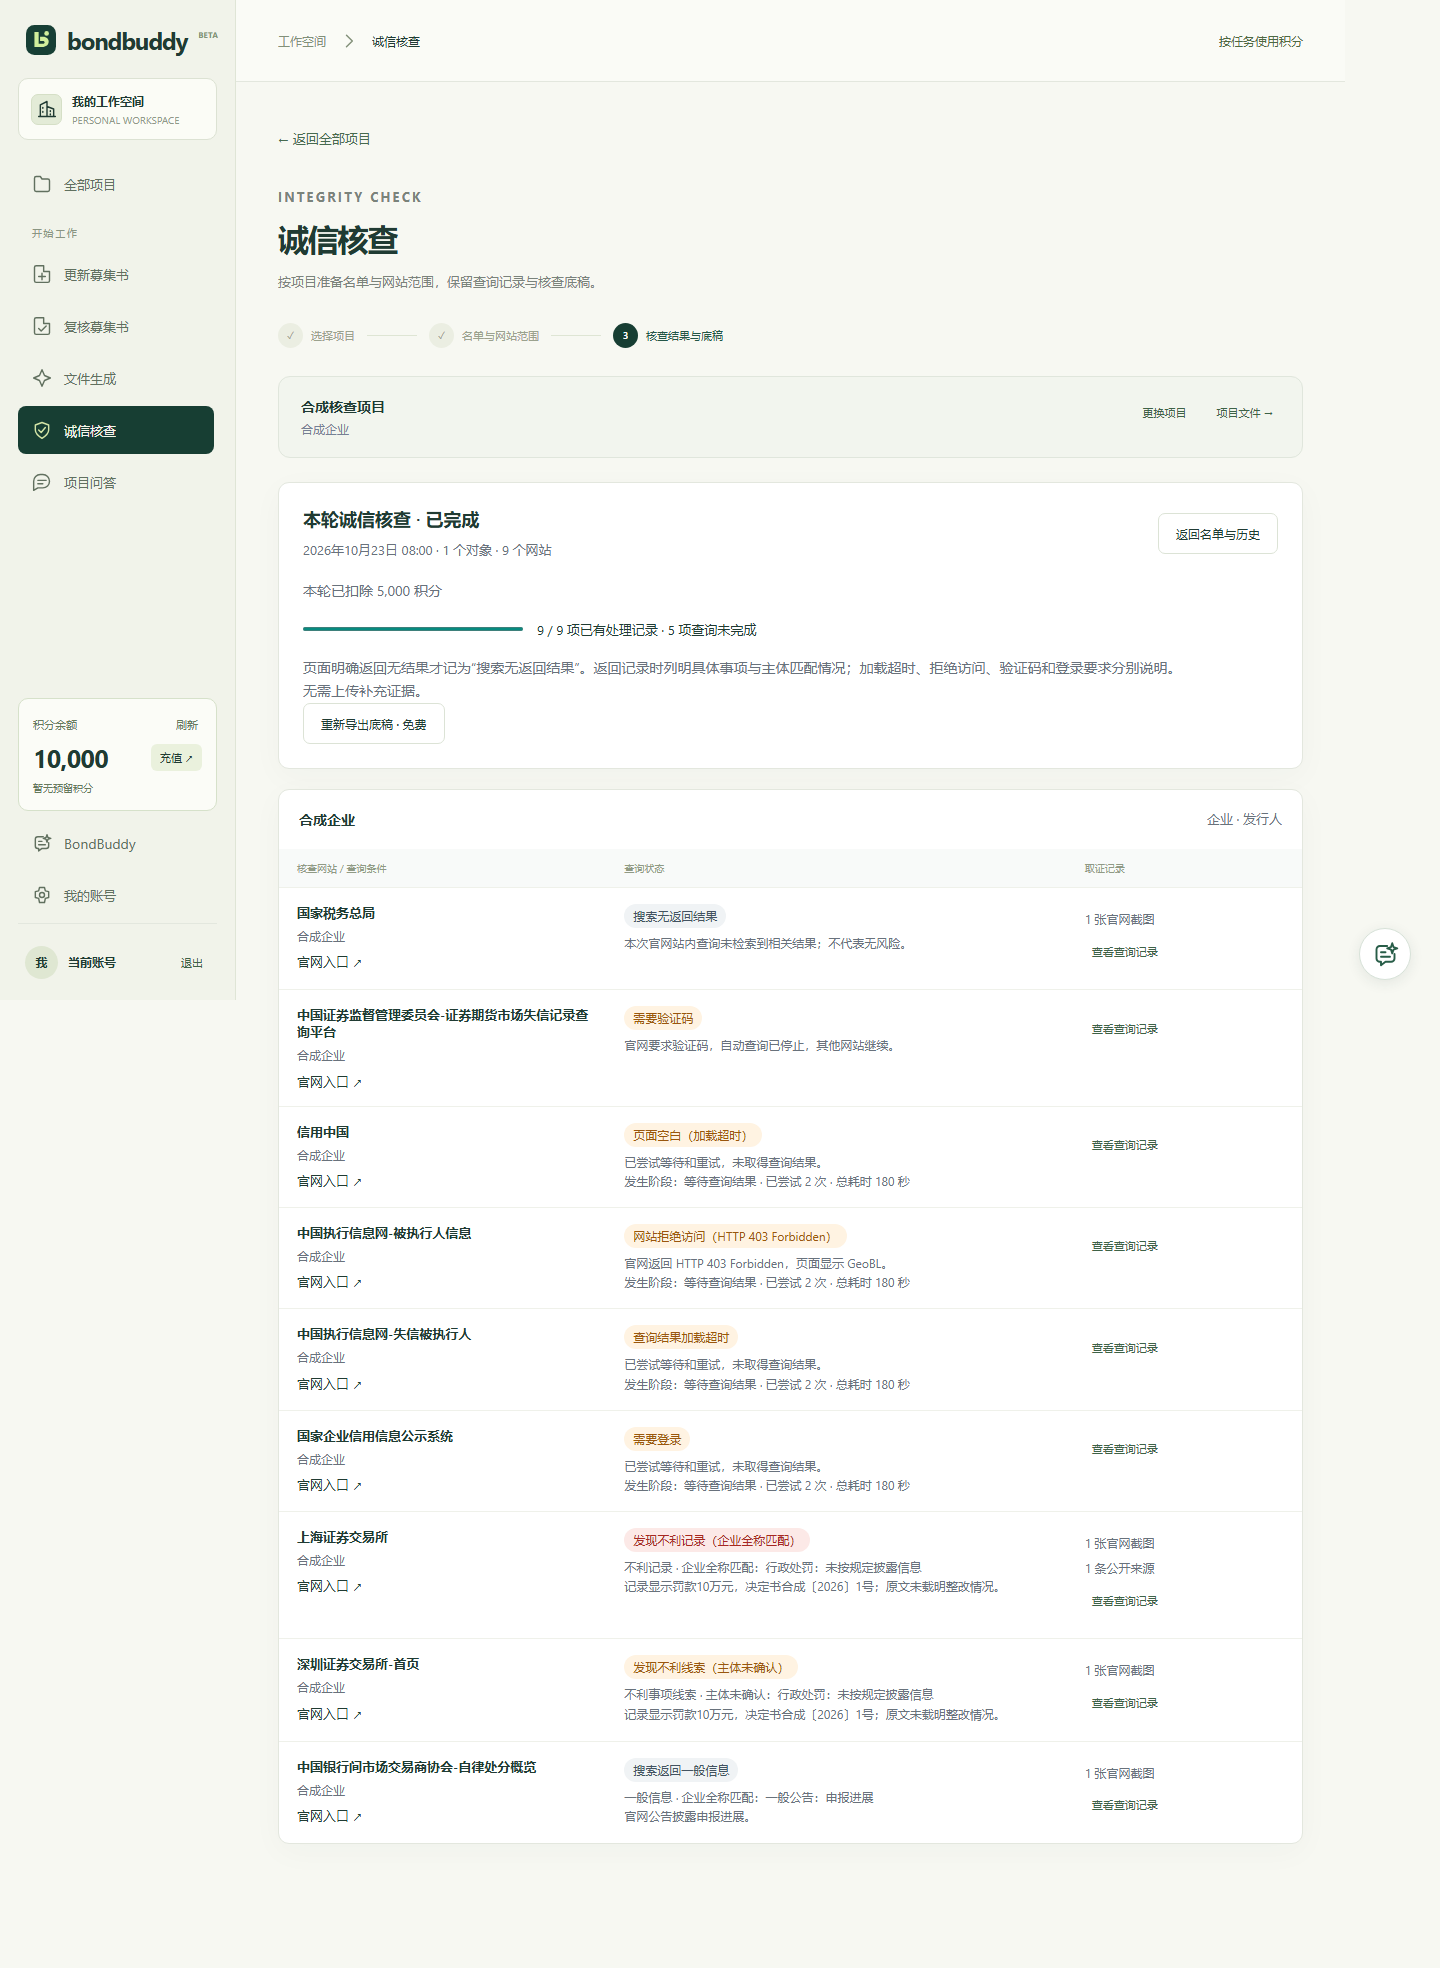 bondbuddy BETA
我的工作空间
PERSONAL WORKSPACE
全部项目
开始工作
更新募集书
复核募集书
文件生成
诚信核查
项目问答
积分余额 刷新
10,000 充值 ↗
暂无预留积分
BondBuddy
我的账号
我 当前账号 退出
工作空间 > 诚信核查 按任务使用积分
← 返回全部项目
INTEGRITY CHECK
诚信核查
按项目准备名单与网站范围，保留查询记录与核查底稿。
✓ 选择项目 ✓ 名单与网站范围 3 核查结果与底稿
合成核查项目
合成企业
更换项目 项目文件 →
本轮诚信核查 · 已完成
2026年10月23日 08:00 · 1 个对象 · 9 个网站
返回名单与历史
本轮已扣除 5,000 积分
9 / 9 项已有处理记录 · 5 项查询未完成
页面明确返回无结果才记为“搜索无返回结果”。返回记录时列明具体事项与主体匹配情况；加载超时、拒绝访问、验证码和登录要求分别说明。
无需上传补充证据。
重新导出底稿 · 免费
合成企业 企业 · 发行人
核查网站 / 查询条件 查询状态 取证记录
国家税务总局
合成企业
官网入口 ↗
搜索无返回结果
本次官网站内查询未检索到相关结果；不代表无风险。
1 张官网截图
查看查询记录
中国证券监督管理委员会-证券期货市场失信记录查
询平台
合成企业
官网入口 ↗
需要验证码
官网要求验证码，自动查询已停止，其他网站继续。
查看查询记录
信用中国
合成企业
官网入口 ↗
页面空白（加载超时）
已尝试等待和重试，未取得查询结果。
发生阶段：等待查询结果 · 已尝试 2 次 · 总耗时 180 秒
查看查询记录
中国执行信息网-被执行人信息
合成企业
官网入口 ↗
网站拒绝访问（HTTP 403 Forbidden）
官网返回 HTTP 403 Forbidden，页面显示 GeoBL。
发生阶段：等待查询结果 · 已尝试 2 次 · 总耗时 180 秒
查看查询记录
中国执行信息网-失信被执行人
合成企业
官网入口 ↗
查询结果加载超时
已尝试等待和重试，未取得查询结果。
发生阶段：等待查询结果 · 已尝试 2 次 · 总耗时 180 秒
查看查询记录
国家企业信用信息公示系统
合成企业
官网入口 ↗
需要登录
已尝试等待和重试，未取得查询结果。
发生阶段：等待查询结果 · 已尝试 2 次 · 总耗时 180 秒
查看查询记录
上海证券交易所
合成企业
官网入口 ↗
发现不利记录（企业全称匹配）
不利记录 · 企业全称匹配：行政处罚：未按规定披露信息
记录显示罚款10万元，决定书合成〔2026〕1号；原文未载明整改情况。
1 张官网截图
1 条公开来源
查看查询记录
深圳证券交易所-首页
合成企业
官网入口 ↗
发现不利线索（主体未确认）
不利事项线索 · 主体未确认：行政处罚：未按规定披露信息
记录显示罚款10万元，决定书合成〔2026〕1号；原文未载明整改情况。
1 张官网截图
查看查询记录
中国银行间市场交易商协会-自律处分概览
合成企业
官网入口 ↗
搜索返回一般信息
一般信息 · 企业全称匹配：一般公告：申报进展
官网公告披露申报进展。
1 张官网截图
查看查询记录